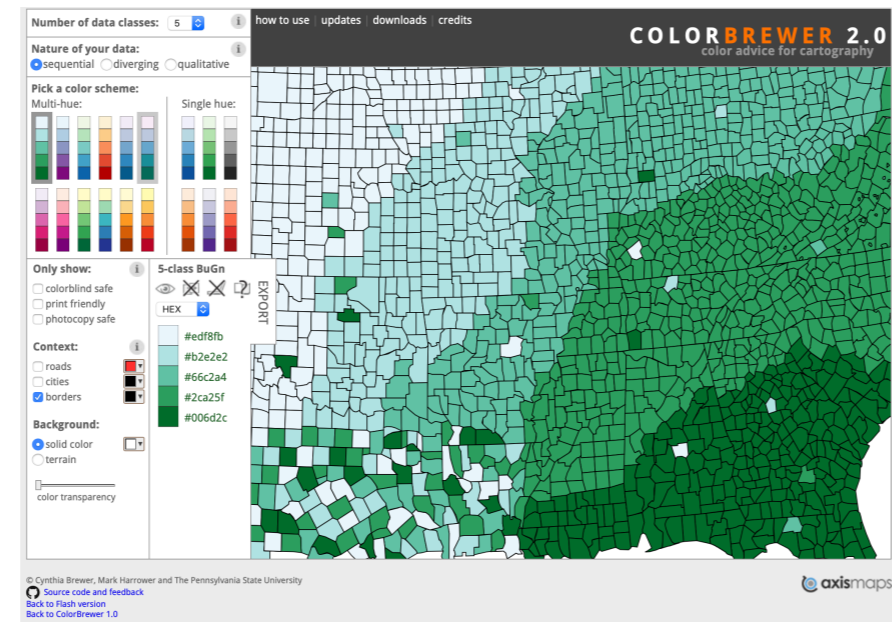 Number of data classes: 5 i
how to use | updates | downloads | credits
COLORBREWER 2.0
color advice for cartography
Nature of your data: i
sequential diverging qualitative
Pick a color scheme:
Multi-hue: Single hue:
Only show: i
colorblind safe
print friendly
photocopy safe
Context: i
roads
cities
borders
Background:
solid color
terrain
color transparency
5-class BuGn
HEX
EXPORT
#edf8fb
#b2e2e2
#66c2a4
#2ca25f
#006d2c
© Cynthia Brewer, Mark Harrower and The Pennsylvania State University
Source code and feedback
Back to Flash version
Back to ColorBrewer 1.0
axismaps